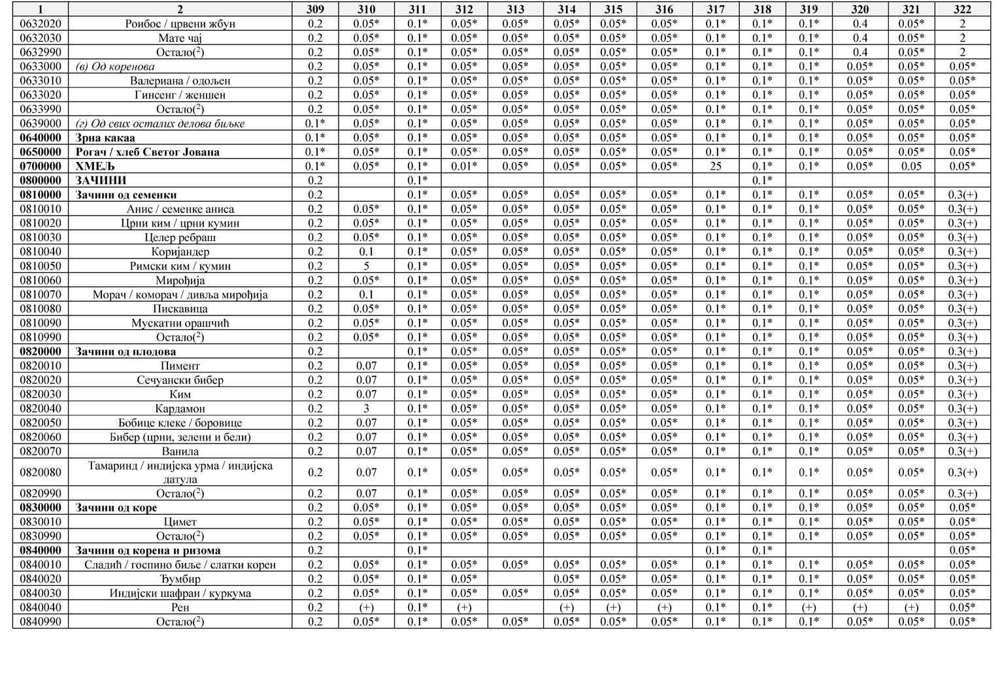 1 2 309 310 311 312 313 314 315 316 317 318 319 320 321 322
0632020 Роибос / црвени жбун 0.2 0.05* 0.1* 0.05* 0.05* 0.05* 0.05* 0.05* 0.1* 0.1* 0.1* 0.4 0.05* 2
0632030 Мате чај 0.2 0.05* 0.1* 0.05* 0.05* 0.05* 0.05* 0.05* 0.1* 0.1* 0.1* 0.4 0.05* 2
0632990 Остало(2) 0.2 0.05* 0.1* 0.05* 0.05* 0.05* 0.05* 0.05* 0.1* 0.1* 0.1* 0.4 0.05* 2
0633000 (в) Од коренова 0.2 0.05* 0.1* 0.05* 0.05* 0.05* 0.05* 0.05* 0.1* 0.1* 0.1* 0.05* 0.05* 0.05*
0633010 Валериана / одољен 0.2 0.05* 0.1* 0.05* 0.05* 0.05* 0.05* 0.05* 0.1* 0.1* 0.1* 0.05* 0.05* 0.05*
0633020 Гинсенг / женшен 0.2 0.05* 0.1* 0.05* 0.05* 0.05* 0.05* 0.05* 0.1* 0.1* 0.1* 0.05* 0.05* 0.05*
0633990 Остало(2) 0.2 0.05* 0.1* 0.05* 0.05* 0.05* 0.05* 0.05* 0.1* 0.1* 0.1* 0.05* 0.05* 0.05*
0639000 (г) Од свих осталих делова биљке 0.1* 0.05* 0.1* 0.05* 0.05* 0.05* 0.05* 0.05* 0.1* 0.1* 0.1* 0.05* 0.05* 0.05*
0640000 Зрна какаа 0.1* 0.05* 0.1* 0.05* 0.05* 0.05* 0.05* 0.05* 0.1* 0.1* 0.1* 0.05* 0.05* 0.05*
0650000 Рогач / хлеб Светог Јована 0.1* 0.05* 0.1* 0.05* 0.05* 0.05* 0.05* 0.05* 0.1* 0.1* 0.1* 0.05* 0.05* 0.05*
0700000 ХМЕЉ 0.1* 0.05* 0.1* 0.01* 0.05* 0.05* 0.05* 0.05* 25 0.1* 0.1* 0.05* 0.05 0.05*
0800000 ЗАЧИНИ 0.2 0.1* 0.1*
0810000 Зачини од семенки 0.2 0.1* 0.05* 0.05* 0.05* 0.05* 0.05* 0.1* 0.1* 0.1* 0.05* 0.05* 0.3(+)
0810010 Анис / семенке аниса 0.2 0.05* 0.1* 0.05* 0.05* 0.05* 0.05* 0.05* 0.1* 0.1* 0.1* 0.05* 0.05* 0.3(+)
0810020 Црни ким / црни кумин 0.2 0.05* 0.1* 0.05* 0.05* 0.05* 0.05* 0.05* 0.1* 0.1* 0.1* 0.05* 0.05* 0.3(+)
0810030 Целер ребраш 0.2 0.05* 0.1* 0.05* 0.05* 0.05* 0.05* 0.05* 0.1* 0.1* 0.1* 0.05* 0.05* 0.3(+)
0810040 Коријандер 0.2 0.1 0.1* 0.05* 0.05* 0.05* 0.05* 0.05* 0.1* 0.1* 0.1* 0.05* 0.05* 0.3(+)
0810050 Римски ким / кумин 0.2 5 0.1* 0.05* 0.05* 0.05* 0.05* 0.05* 0.1* 0.1* 0.1* 0.05* 0.05* 0.3(+)
0810060 Мирођија 0.2 0.05* 0.1* 0.05* 0.05* 0.05* 0.05* 0.05* 0.1* 0.1* 0.1* 0.05* 0.05* 0.3(+)
0810070 Морач / коморач / дивља мирођија 0.2 0.1 0.1* 0.05* 0.05* 0.05* 0.05* 0.05* 0.1* 0.1* 0.1* 0.05* 0.05* 0.3(+)
0810080 Пискавица 0.2 0.05* 0.1* 0.05* 0.05* 0.05* 0.05* 0.05* 0.1* 0.1* 0.1* 0.05* 0.05* 0.3(+)
0810090 Мускатни орашчић 0.2 0.05* 0.1* 0.05* 0.05* 0.05* 0.05* 0.05* 0.1* 0.1* 0.1* 0.05* 0.05* 0.3(+)
0810990 Остало(2) 0.2 0.05* 0.1* 0.05* 0.05* 0.05* 0.05* 0.05* 0.1* 0.1* 0.1* 0.05* 0.05* 0.3(+)
0820000 Зачини од плодова 0.2 0.1* 0.05* 0.05* 0.05* 0.05* 0.05* 0.1* 0.1* 0.1* 0.05* 0.05* 0.3(+)
0820010 Пимент 0.2 0.07 0.1* 0.05* 0.05* 0.05* 0.05* 0.05* 0.1* 0.1* 0.1* 0.05* 0.05* 0.3(+)
0820020 Сечуански бибер 0.2 0.07 0.1* 0.05* 0.05* 0.05* 0.05* 0.05* 0.1* 0.1* 0.1* 0.05* 0.05* 0.3(+)
0820030 Ким 0.2 0.07 0.1* 0.05* 0.05* 0.05* 0.05* 0.05* 0.1* 0.1* 0.1* 0.05* 0.05* 0.3(+)
0820040 Кардамон 0.2 3 0.1* 0.05* 0.05* 0.05* 0.05* 0.05* 0.1* 0.1* 0.1* 0.05* 0.05* 0.3(+)
0820050 Бобице клеке / боровице 0.2 0.07 0.1* 0.05* 0.05* 0.05* 0.05* 0.05* 0.1* 0.1* 0.1* 0.05* 0.05* 0.3(+)
0820060 Бибер (црни, зелени и бели) 0.2 0.07 0.1* 0.05* 0.05* 0.05* 0.05* 0.05* 0.1* 0.1* 0.1* 0.05* 0.05* 0.3(+)
0820070 Ванила 0.2 0.07 0.1* 0.05* 0.05* 0.05* 0.05* 0.05* 0.1* 0.1* 0.1* 0.05* 0.05* 0.3(+)
0820080 Тамаринд / индијска урма / индијска
датула 0.2 0.07 0.1* 0.05* 0.05* 0.05* 0.05* 0.05* 0.1* 0.1* 0.1* 0.05* 0.05* 0.3(+)
0820990 Остало(2) 0.2 0.07 0.1* 0.05* 0.05* 0.05* 0.05* 0.05* 0.1* 0.1* 0.1* 0.05* 0.05* 0.3(+)
0830000 Зачини од коре 0.2 0.05* 0.1* 0.05* 0.05* 0.05* 0.05* 0.05* 0.1* 0.1* 0.1* 0.05* 0.05* 0.05*
0830010 Цимет 0.2 0.05* 0.1* 0.05* 0.05* 0.05* 0.05* 0.05* 0.1* 0.1* 0.1* 0.05* 0.05* 0.05*
0830990 Остало(2) 0.2 0.05* 0.1* 0.05* 0.05* 0.05* 0.05* 0.05* 0.1* 0.1* 0.1* 0.05* 0.05* 0.05*
0840000 Зачини од корена и ризома 0.2 0.1* 0.1* 0.1* 0.05*
0840010 Сладић / госпино биље / слатки корен 0.2 0.05* 0.1* 0.05* 0.05* 0.05* 0.05* 0.05* 0.1* 0.1* 0.1* 0.05* 0.05* 0.05*
0840020 Ђумбир 0.2 0.05* 0.1* 0.05* 0.05* 0.05* 0.05* 0.1* 0.1* 0.1* 0.05* 0.05* 0.05*
0840030 Индијски шафран / куркума 0.2 0.05* 0.1* 0.05* 0.05* 0.05* 0.05* 0.05* 0.1* 0.1* 0.1* 0.05* 0.05* 0.05*
0840040 Рен 0.2 (+) 0.1* (+) (+) (+) (+) 0.1* 0.1* (+) (+) (+) 0.05*
0840990 Остало(2) 0.2 0.05* 0.1* 0.05* 0.05* 0.05* 0.05* 0.05* 0.1* 0.1* 0.1* 0.05* 0.05* 0.05*